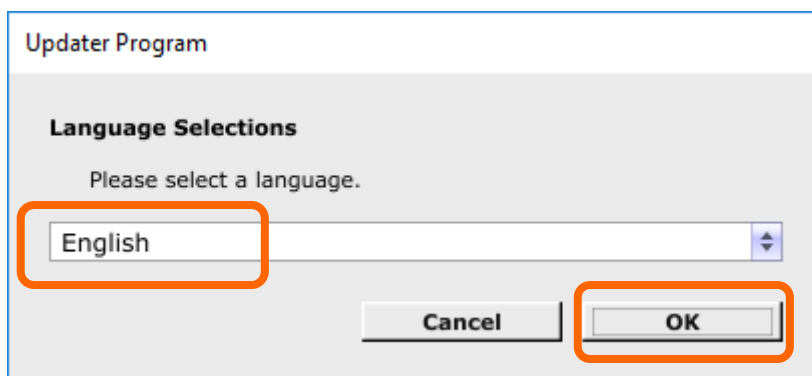 Updater Program
Language Selections
Please select a language.
English
Cancel OK